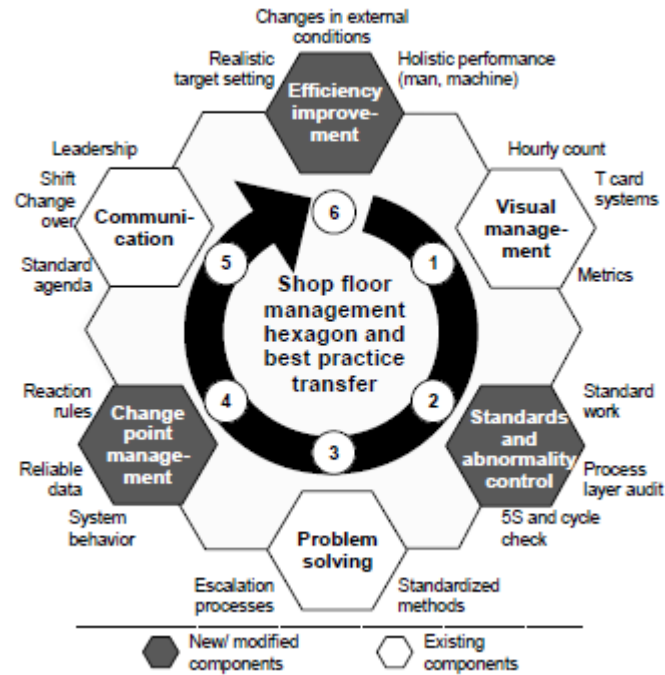 Changes in external
conditions
Realistic
target setting
Holistic performance
(man, machine)
Efficiency
improve-
ment
Leadership
Shift
Change
over
Standard
agenda
Communi-
cation
Hourly count
T card
systems
Metrics
Visual
manage-
ment
6
1
5
Shop floor
management
hexagon and
best practice
transfer
4
2
3
Reaction
rules
Reliable
data
System
behavior
Change
point
manage-
ment
Standards
and
abnormality
control
Standard
work
Process
layer audit
5S and cycle
check
Problem
solving
Escalation
processes
Standardized
methods
New/ modified
components
Existing
components